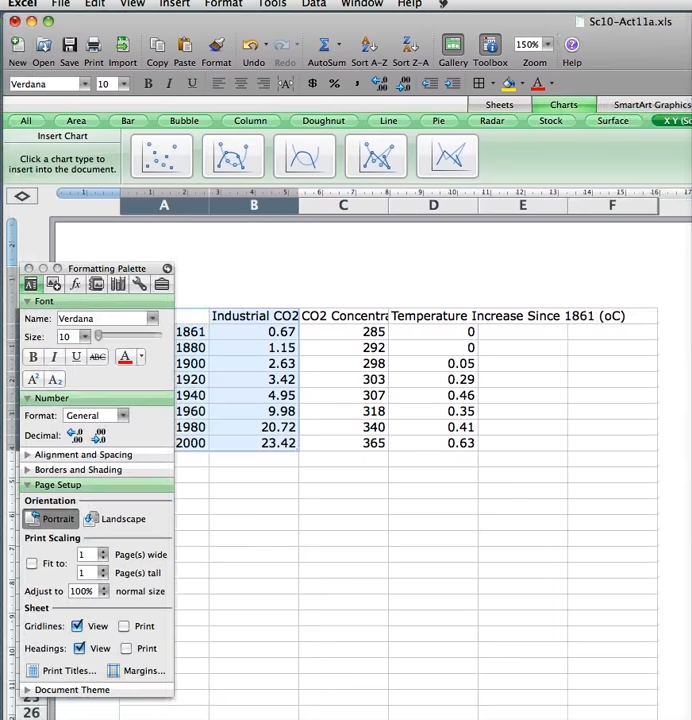 Excel File Edit View Insert Format Tools Data Window Help
Sc10-Act11a.xls
New Open Save Print Import Copy Paste Format Undo Redo AutoSum Sort A-Z Sort Z-A Gallery Toolbox Zoom Help
150%
Verdana 10 B I U $ % ,
Sheets Charts SmartArt Graphics
All Area Bar Bubble Column Doughnut Line Pie Radar Stock Surface X Y (Sc
Insert Chart
Click a chart type to
insert into the document.
A B C D E F
Formatting Palette
Font
Name: Verdana
Size: 10
B I U ABC A
A² A₂
Number
Format: General
Decimal: .00 .00
Alignment and Spacing
Borders and Shading
Page Setup
Orientation
Portrait Landscape
Print Scaling
Fit to: 1 Page(s) wide
1 Page(s) tall
Adjust to 100% normal size
Sheet
Gridlines: View Print
Headings: View Print
Print Titles... Margins...
Document Theme
Industrial CO2 CO2 Concentra Temperature Increase Since 1861 (oC)
1861 0.67 285 0
1880 1.15 292 0
1900 2.63 298 0.05
1920 3.42 303 0.29
1940 4.95 307 0.46
1960 9.98 318 0.35
1980 20.72 340 0.41
2000 23.42 365 0.63
26